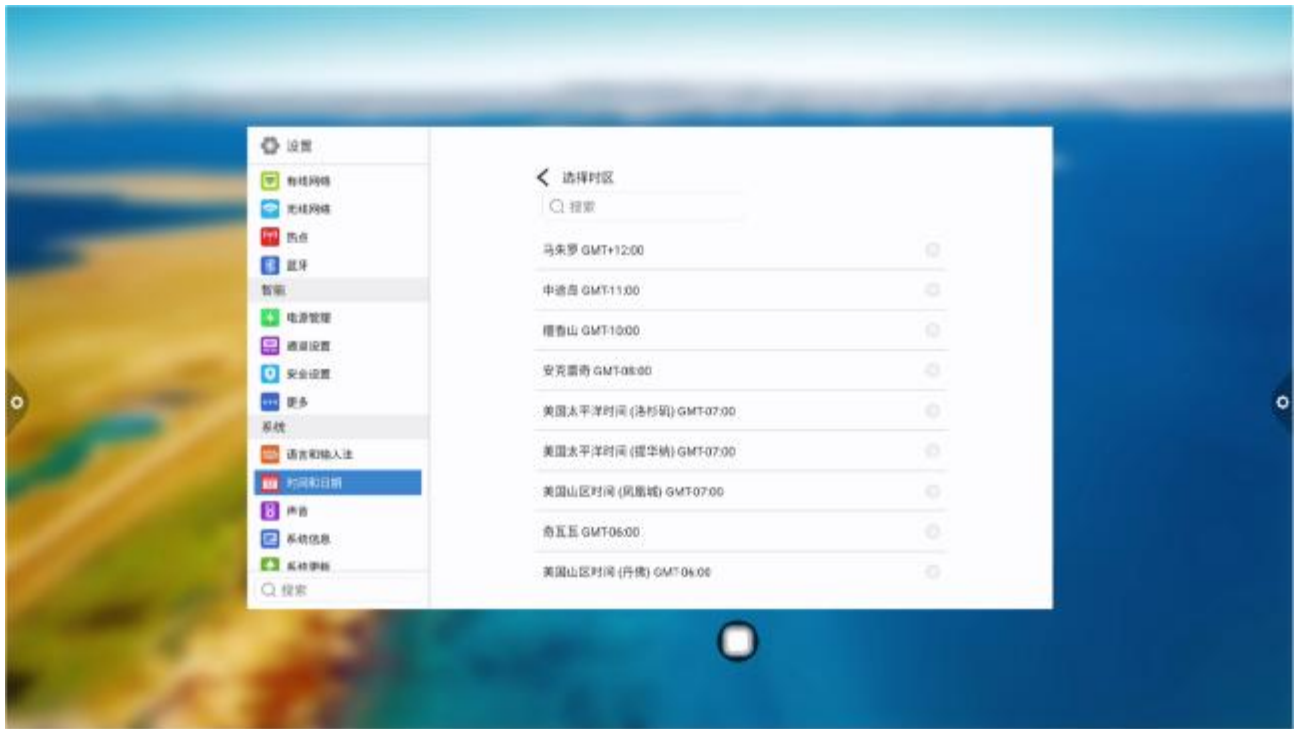 设置
有线网络
无线网络
热点
蓝牙
智能
电源管理
通道设置
安全设置
更多
系统
语言和输入法
时间和日期
声音
系统信息
系统更新
搜索
选择时区
搜索
马朱罗 GMT+12:00
中途岛 GMT-11:00
檀香山 GMT-10:00
安克雷奇 GMT-08:00
美国太平洋时间 (洛杉矶) GMT-07:00
美国太平洋时间 (提华纳) GMT-07:00
美国山区时间 (凤凰城) GMT-07:00
奇瓦瓦 GMT-06:00
美国山区时间 (丹佛) GMT-06:00